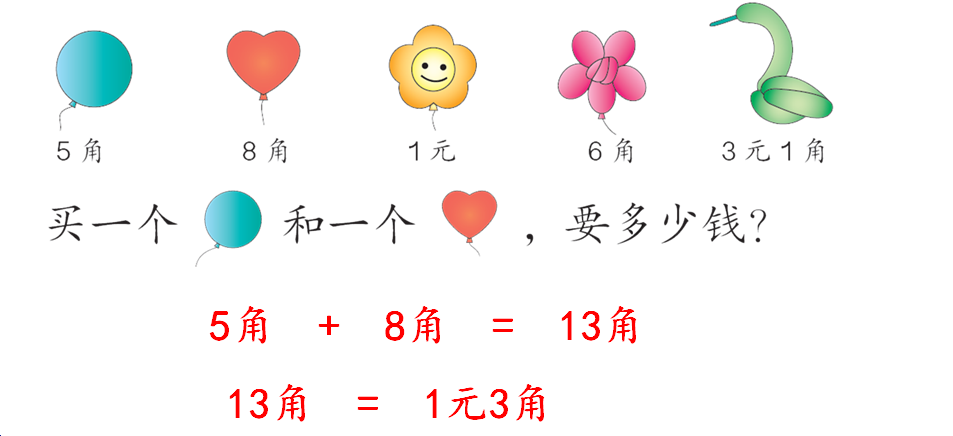 5角 8角 1元 6角 3元1角
买一个 和一个 ，要多少钱？
5角 + 8角 = 13角
13角 = 1元3角